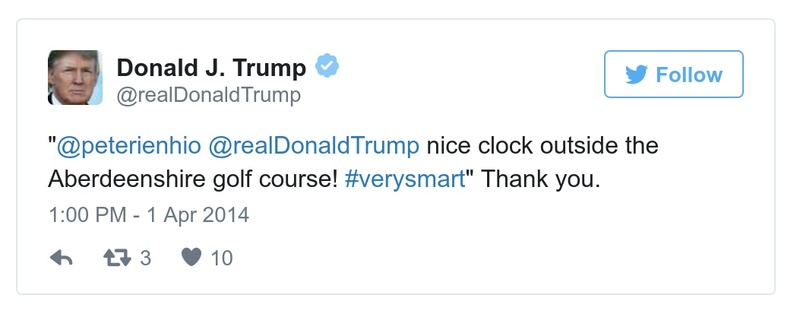 Donald J. Trump
@realDonaldTrump
Follow
"@peterienhio @realDonaldTrump nice clock outside the
Aberdeenshire golf course! #verysmart" Thank you.
1:00 PM - 1 Apr 2014
3
10